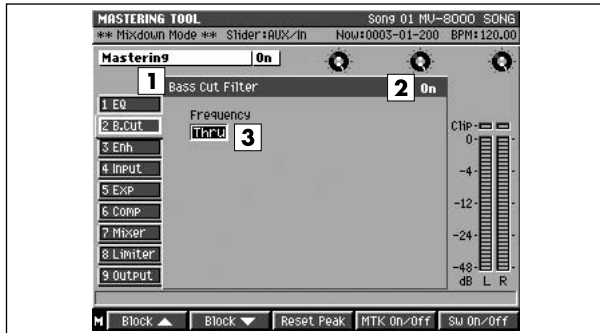 MASTERING TOOL Song 01 MV-8000 SONG
** Mixdown Mode ** Slider:AUX/In Now:0003-01-200 BPM:120.00
Mastering On
1 Bass Cut Filter 2 On
1 EQ
2 B.Cut
3 Enh
4 Input
5 Exp
6 Comp
7 Mixer
8 Limiter
9 Output
Frequency
Thru 3
Clip
0
-4
-12
-24
-48
dB L R
M Block ▲ Block ▼ Reset Peak MTK On/Off Sw On/Off